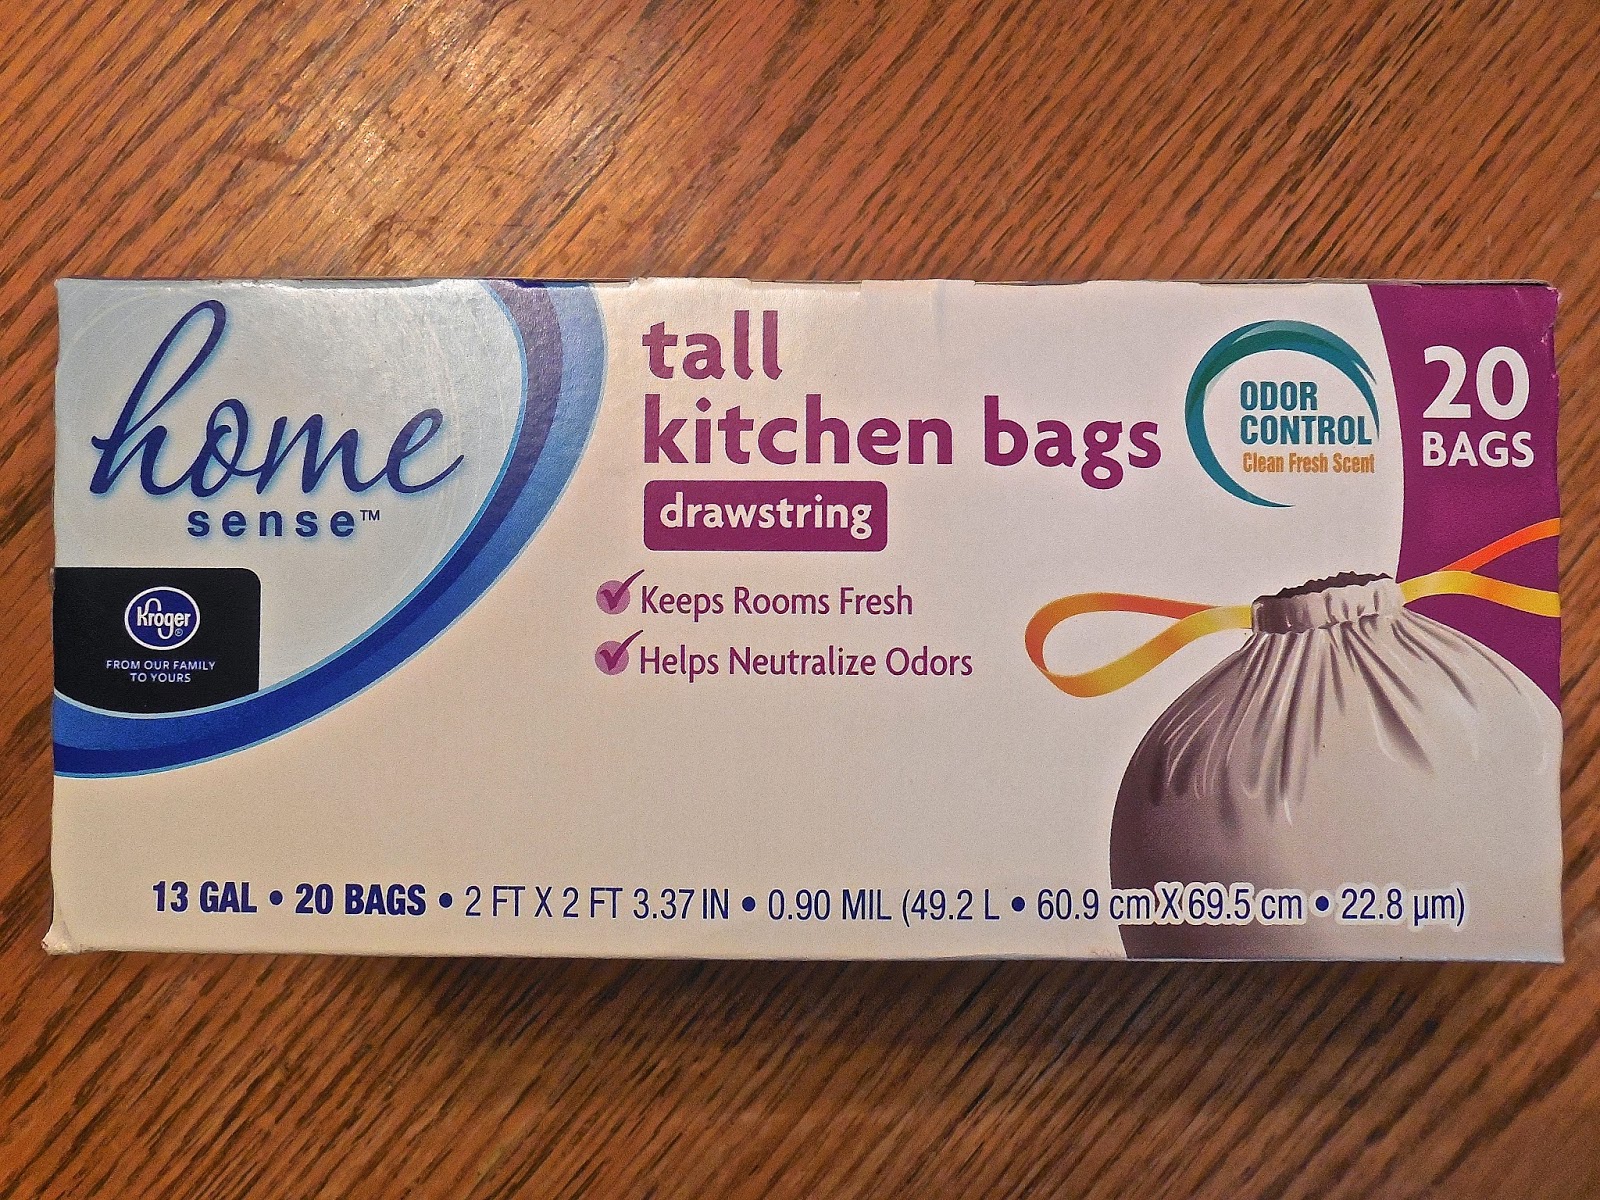 home
sense™
Kroger®
FROM OUR FAMILY
TO YOURS
tall
kitchen bags
drawstring
Keeps Rooms Fresh
Helps Neutralize Odors
ODOR
CONTROL
Clean Fresh Scent
20
BAGS
13 GAL • 20 BAGS • 2 FT X 2 FT 3.37 IN • 0.90 MIL (49.2 L • 60.9 cm X 69.5 cm • 22.8 µm)